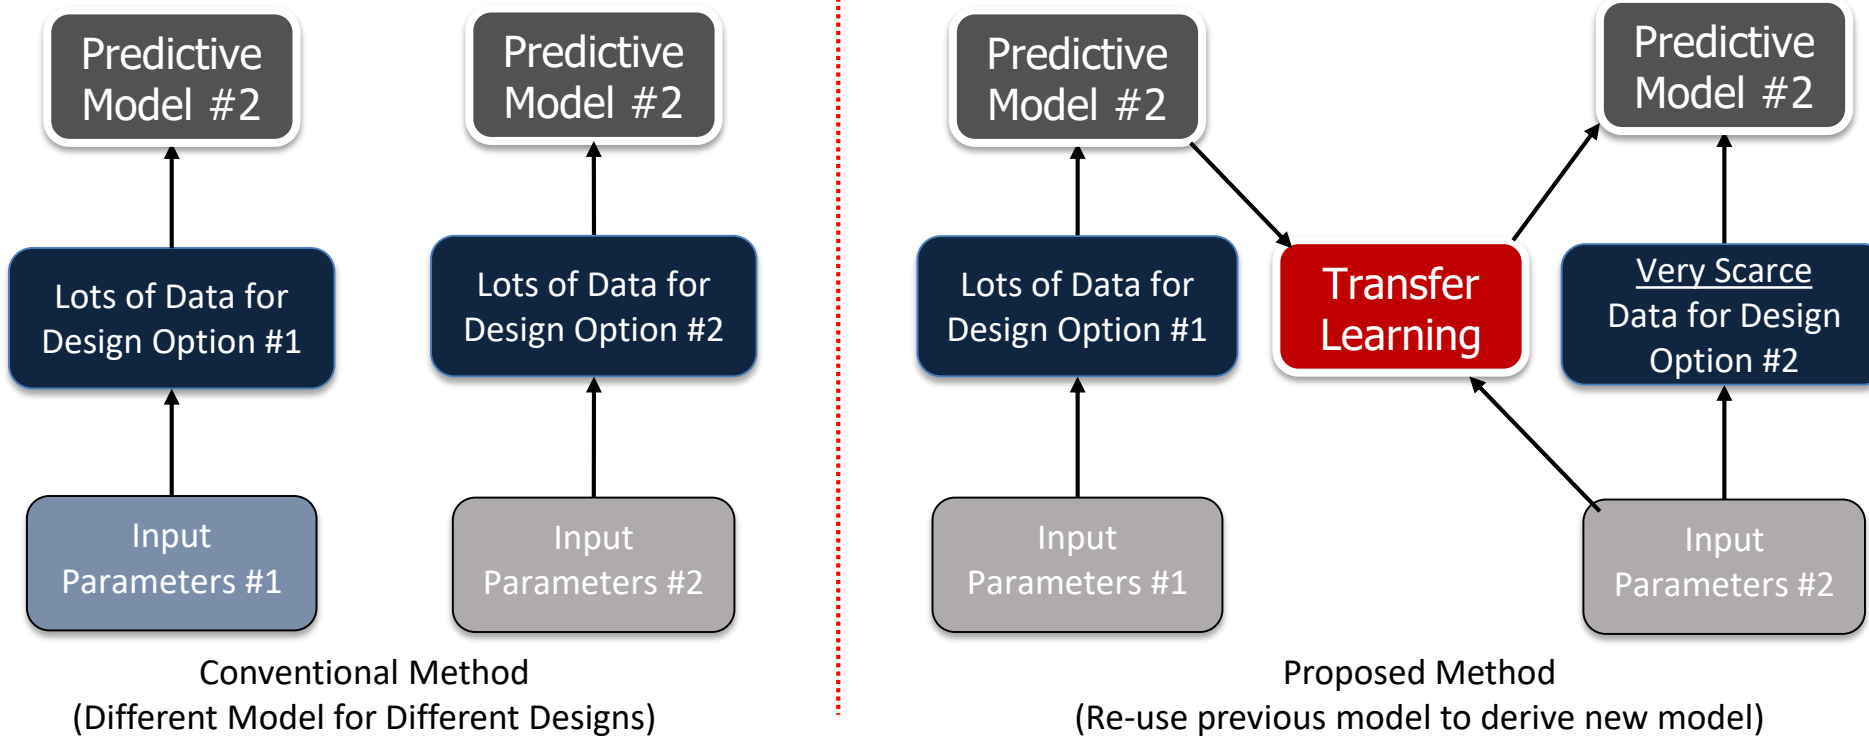 Predictive
Model #2
Predictive
Model #2
Lots of Data for
Design Option #1
Lots of Data for
Design Option #2
Input
Parameters #1
Input
Parameters #2
Conventional Method
(Different Model for Different Designs)
Predictive
Model #2
Predictive
Model #2
Lots of Data for
Design Option #1
Transfer
Learning
Very Scarce
Data for Design
Option #2
Input
Parameters #1
Input
Parameters #2
Proposed Method
(Re-use previous model to derive new model)